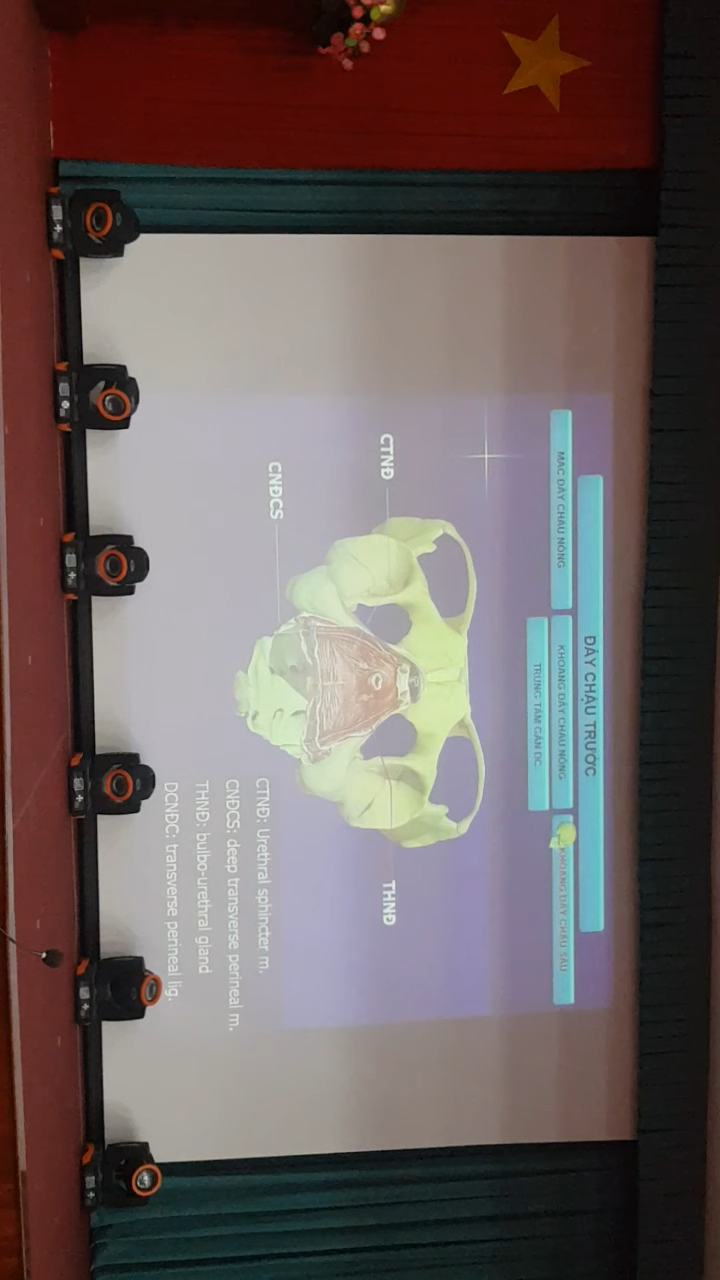 ĐÁY CHẬU TRƯỚC
MẠC ĐÁY CHẬU NÔNG
KHOANG ĐÁY CHẬU NÔNG
KHOANG ĐÁY CHẬU SÂU
TRUNG TÂM GÂN ĐC
CTNĐ
THNĐ
CNĐCS
CTNĐ: Urethral sphincter m.
CNĐCS: deep transverse perineal m.
THNĐ: bulbo-urethral gland
DCNĐC: transverse perineal lig.